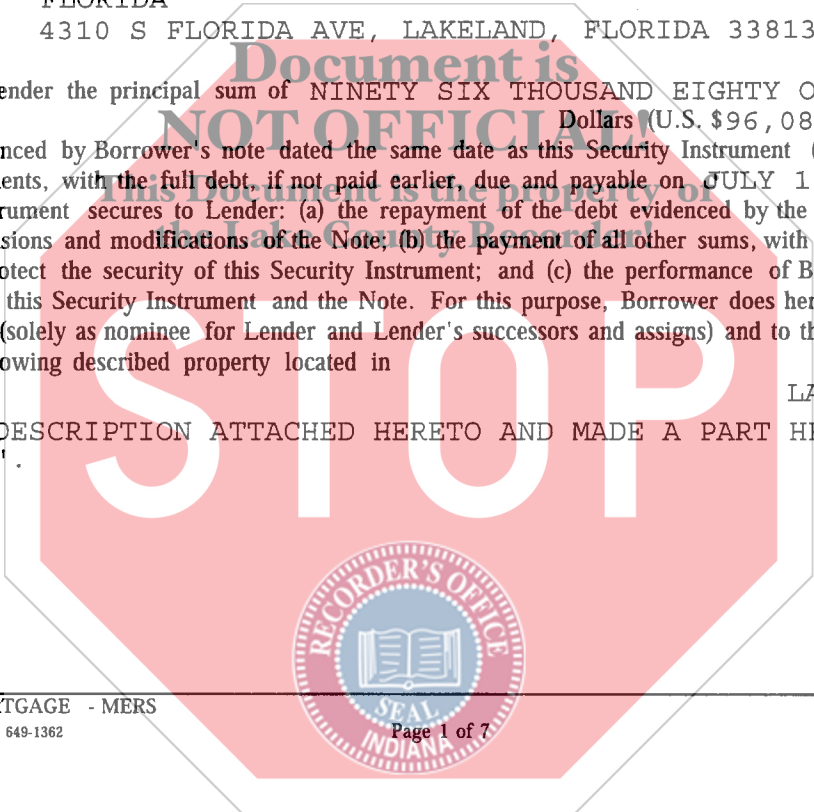 FLORIDA
4310 S FLORIDA AVE, LAKELAND, FLORIDA 33813
Document is
ender the principal sum of NINETY SIX THOUSAND EIGHTY O
NOT OFFICIAL!
Dollars (U.S. $96,08
nced by Borrower's note dated the same date as this Security Instrument (
ents, with the full debt, if not paid earlier, due and payable on JULY 1
This Document is the property of
rument secures to Lender: (a) the repayment of the debt evidenced by the
the Lake County Recorder!
sions and modifications of the Note; (b) the payment of all other sums, with
otect the security of this Security Instrument; and (c) the performance of B
this Security Instrument and the Note. For this purpose, Borrower does her
(solely as nominee for Lender and Lender's successors and assigns) and to th
owing described property located in
LA
DESCRIPTION ATTACHED HERETO AND MADE A PART HE
'.
STOP
RECORDER'S OFFICE
SEAL
INDIANA
TGAGE - MERS
649-1362
Page 1 of 7